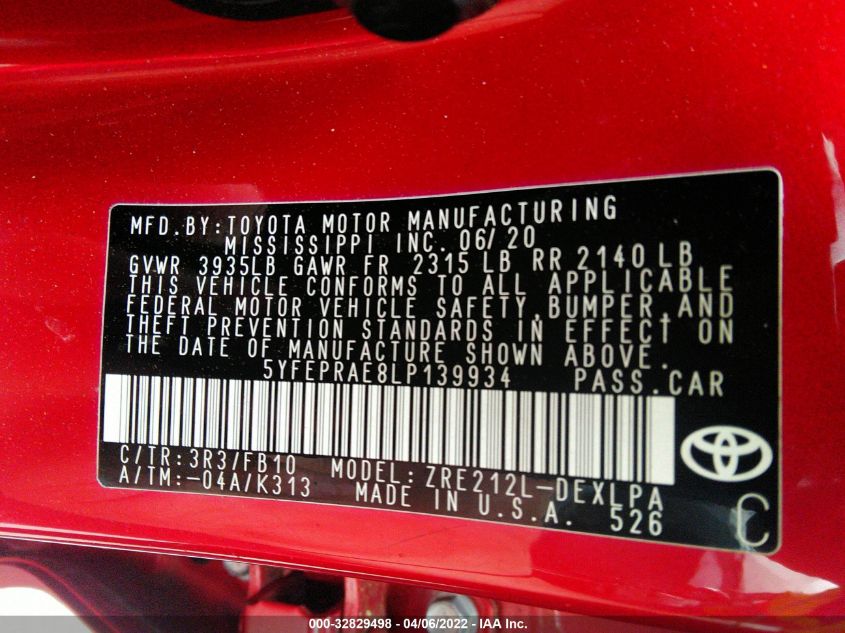 MFD.BY:TOYOTA MOTOR MANUFACTURING
MISSISSIPPI INC. 06/20
GVWR 3935LB GAWR FR 2315 LB RR 2140 LB
THIS VEHICLE CONFORMS TO ALL APPLICABLE
FEDERAL MOTOR VEHICLE SAFETY,BUMPER,AND
THEFT PREVENTION STANDARDS IN EFFECT ON
THE DATE OF MANUFACTURE SHOWN ABOVE.
5YFEPRAE8LP139934 PASS.CAR
C/TR:3R3/FB10 MODEL:ZRE212L-DEXLPA
A/TM:-04A/K313 MADE IN U.S.A. 526
C
000-32829498 - 04/06/2022 - IAA Inc.